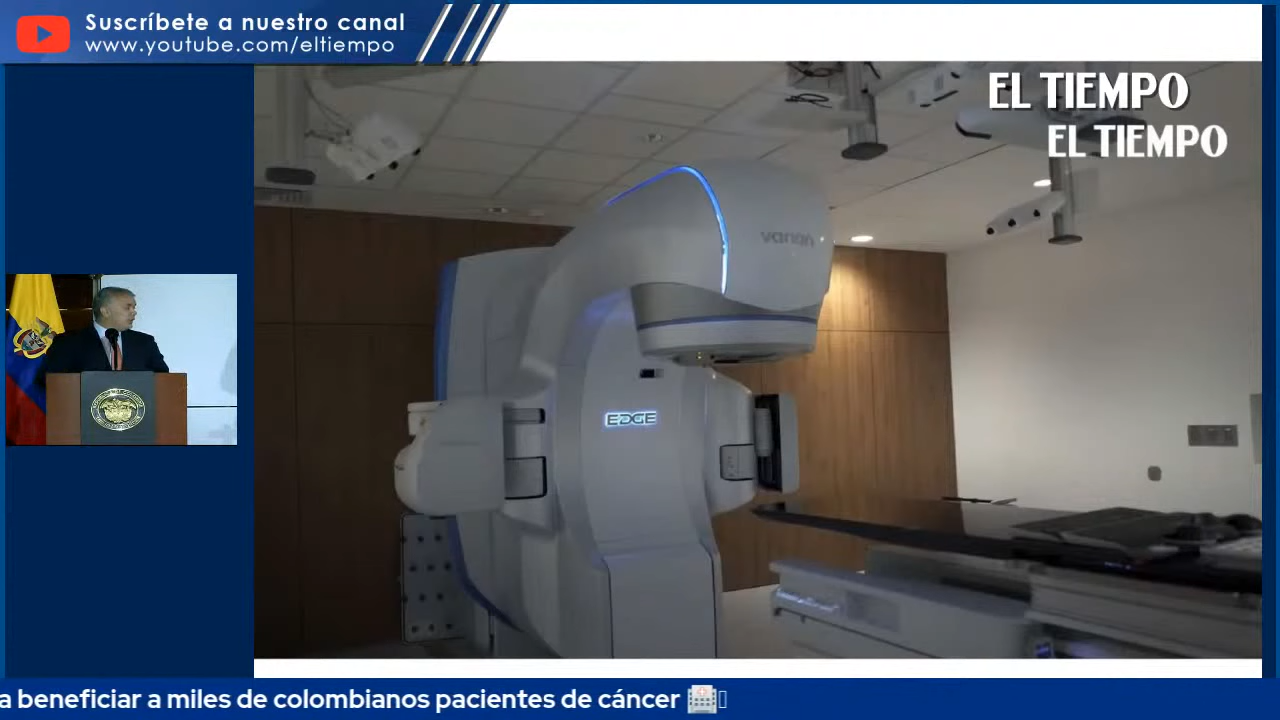 Suscríbete a nuestro canal
www.youtube.com/eltiempo
EL TIEMPO
EL TIEMPO
varian
EDGE
a beneficiar a miles de colombianos pacientes de cáncer